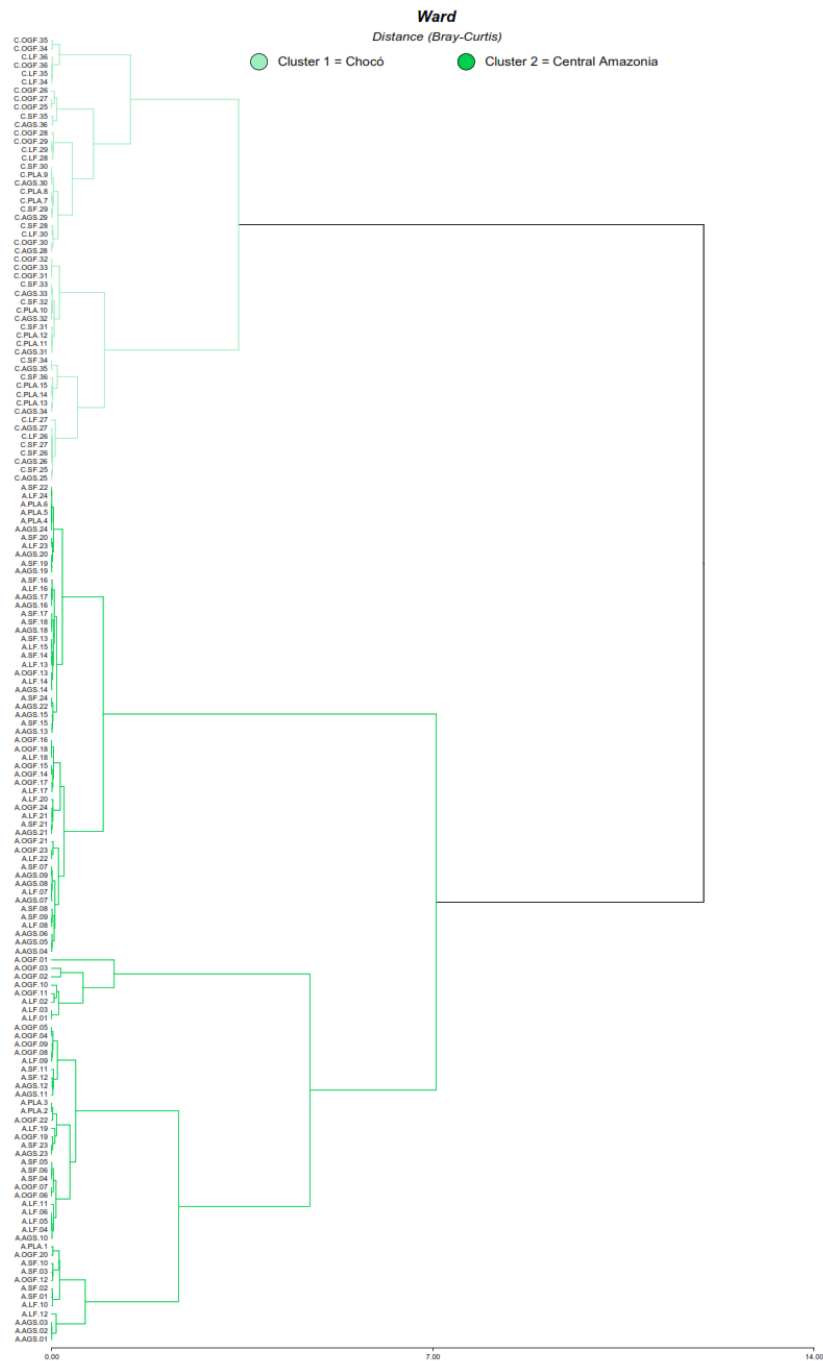 Ward
Distance (Bray-Curtis)
Cluster 1 = Chocó
Cluster 2 = Central Amazonia
C.OGF.35
C.OGF.34
C.LF.36
C.OGF.36
C.LF.35
C.LF.34
C.OGF.26
C.OGF.27
C.OGF.25
C.SF.35
C.AGS.36
C.OGF.28
C.OGF.29
C.LF.29
C.LF.28
C.SF.30
C.PLA.9
C.AGS.30
C.PLA.8
C.PLA.7
C.SF.29
C.AGS.29
C.SF.28
C.LF.30
C.OGF.30
C.AGS.28
C.OGF.32
C.OGF.33
C.OGF.31
C.SF.33
C.AGS.33
C.SF.32
C.PLA.10
C.AGS.32
C.SF.31
C.PLA.12
C.PLA.11
C.AGS.31
C.SF.34
C.AGS.35
C.SF.36
C.PLA.15
C.PLA.14
C.PLA.13
C.AGS.34
C.LF.27
C.AGS.27
C.LF.26
C.SF.27
C.SF.26
C.AGS.26
C.SF.25
C.AGS.25
A.SF.22
A.LF.24
A.PLA.6
A.PLA.5
A.PLA.4
A.AGS.24
A.SF.20
A.LF.23
A.AGS.20
A.SF.19
A.AGS.19
A.SF.16
A.LF.16
A.AGS.17
A.AGS.16
A.SF.17
A.SF.18
A.AGS.18
A.SF.13
A.LF.15
A.SF.14
A.LF.13
A.OGF.13
A.LF.14
A.AGS.14
A.SF.24
A.AGS.22
A.AGS.15
A.SF.15
A.AGS.13
A.OGF.16
A.OGF.18
A.LF.18
A.OGF.15
A.OGF.14
A.OGF.17
A.LF.17
A.LF.20
A.OGF.24
A.LF.21
A.SF.21
A.AGS.21
A.OGF.21
A.OGF.23
A.LF.22
A.SF.07
A.AGS.09
A.AGS.08
A.LF.07
A.AGS.07
A.SF.08
A.SF.09
A.LF.08
A.AGS.06
A.AGS.05
A.AGS.04
A.OGF.01
A.OGF.03
A.OGF.02
A.OGF.10
A.OGF.11
A.LF.02
A.LF.03
A.LF.01
A.OGF.05
A.OGF.04
A.OGF.09
A.OGF.08
A.LF.09
A.SF.11
A.SF.12
A.AGS.12
A.AGS.11
A.PLA.3
A.PLA.2
A.OGF.22
A.LF.19
A.OGF.19
A.SF.23
A.AGS.23
A.SF.05
A.SF.06
A.SF.04
A.OGF.07
A.OGF.06
A.LF.11
A.LF.06
A.LF.05
A.LF.04
A.AGS.10
A.PLA.1
A.OGF.20
A.SF.10
A.SF.03
A.OGF.12
A.SF.02
A.SF.01
A.LF.10
A.LF.12
A.AGS.03
A.AGS.02
A.AGS.01
0.00 7.00 14.00